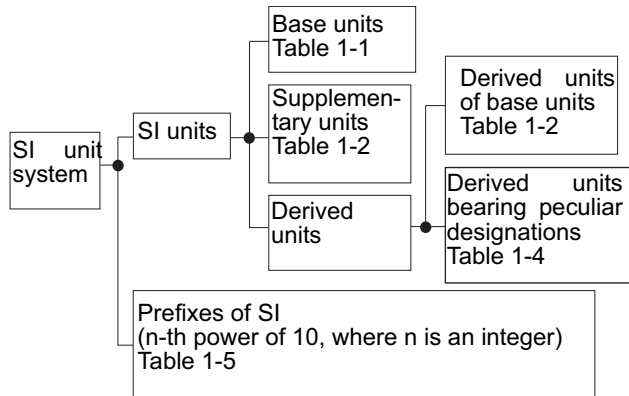 Base units
Table 1-1
Derived units
of base units
Table 1-2
Supplemen-
tary units
Table 1-2
SI units
SI unit
system
Derived units
bearing peculiar
designations
Table 1-4
Derived
units
Prefixes of SI
(n-th power of 10, where n is an integer)
Table 1-5